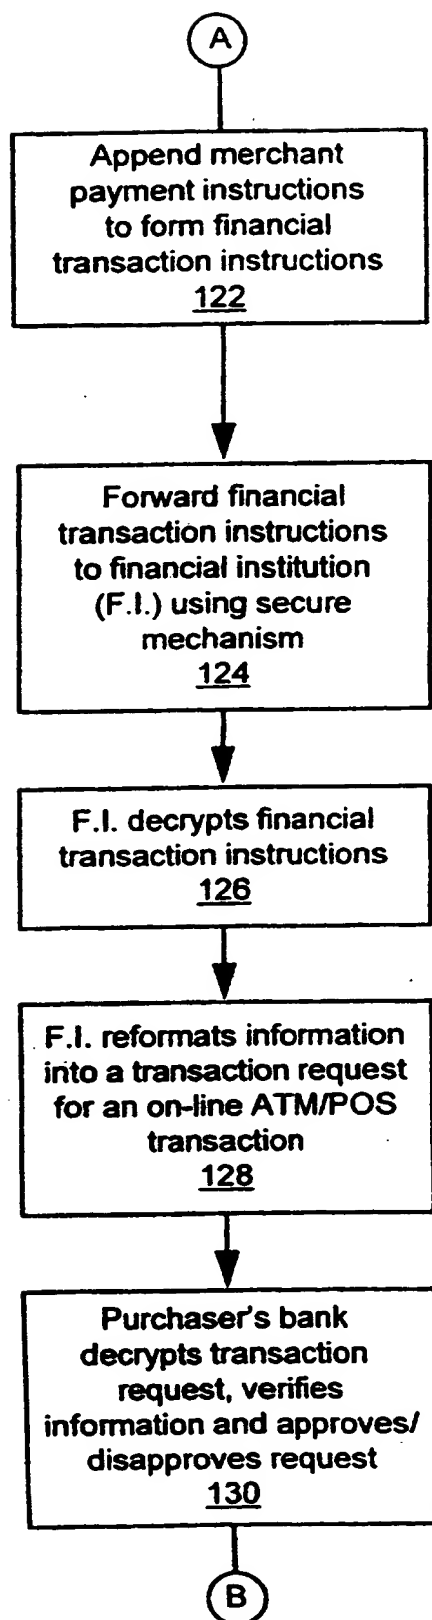 A
Append merchant
payment instructions
to form financial
transaction instructions
122
Forward financial
transaction instructions
to financial institution
(F.I.) using secure
mechanism
124
F.I. decrypts financial
transaction instructions
126
F.I. reformats information
into a transaction request
for an on-line ATM/POS
transaction
128
Purchaser's bank
decrypts transaction
request, verifies
information and approves/
disapproves request
130
B